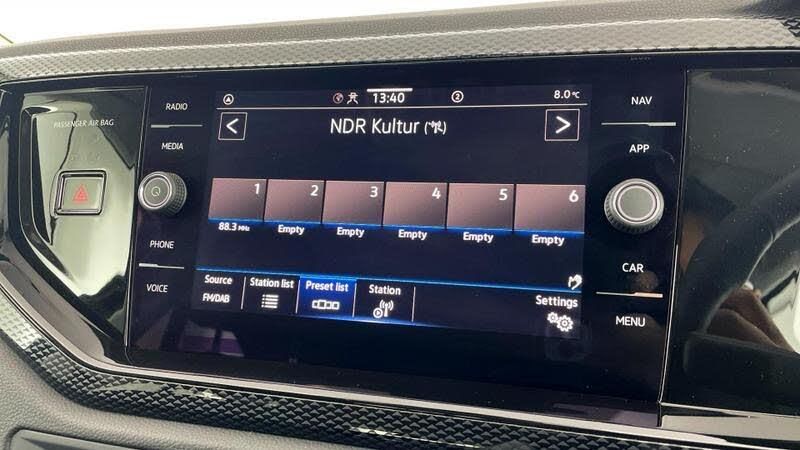 13:40
2
8.0°C
RADIO
MEDIA
PHONE
VOICE
PASSENGER AIR BAG
NDR Kultur
1 2 3 4 5 6
88.3 MHz Empty Empty Empty Empty Empty
Source
FM/DAB
Station list
Preset list
Station
Settings
NAV
APP
CAR
MENU